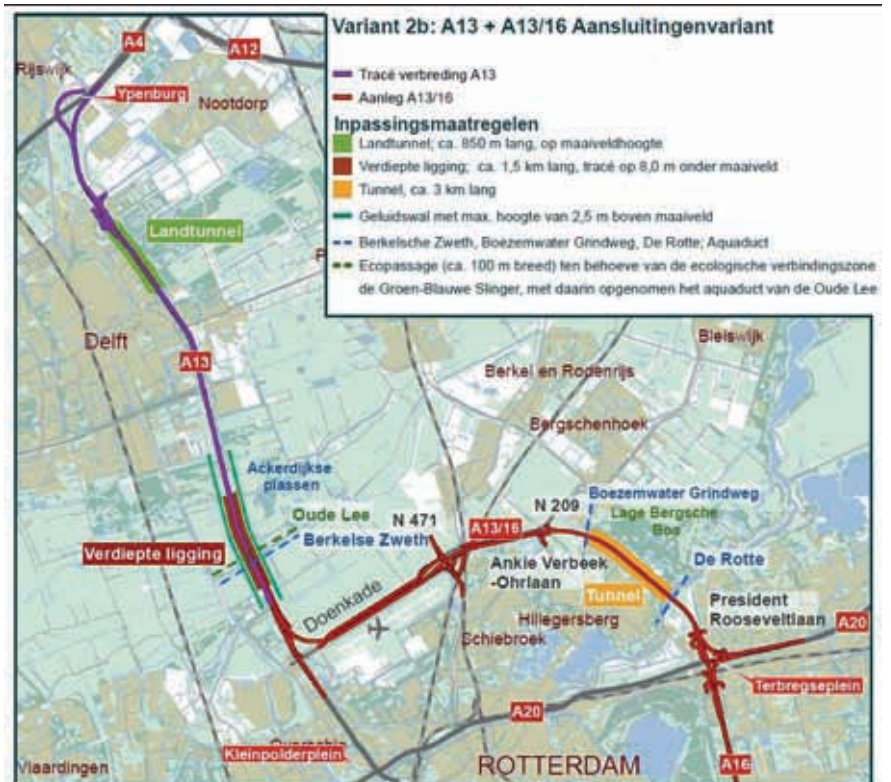 Variant 2b: A13 + A13/16 Aansluitingenvariant
Tracé verbreding A13
Aanleg A13/16
Inpassingsmaatregelen
Landtunnel; ca. 850 m lang, op maaiveldhoogte
Verdiepte ligging; ca. 1,5 km lang, tracé op 8,0 m onder maaiveld
Tunnel, ca. 3 km lang
Geluidswal met max. hoogte van 2,5 m boven maaiveld
Berkelsche Zweth, Boezemwater Grindweg, De Rotte; Aquaduct
Ecopassage (ca. 100 m breed) ten behoeve van de ecologische verbindingszone
de Groen-Blauwe Slinger, met daarin opgenomen het aquaduct van de Oude Lee
A4
A12
Rijswijk
Ypenburg
Nootdorp
Landtunnel
Delft
A13
Bleiswijk
Berkel en Rodenrijs
Bergschenhoek
Ackerdijkse
plassen
Oude Lee
Berkelse Zweth
Verdiepte ligging
N 471
A13/16
N 209
Boezemwater Grindweg
Lage Bergsche
Bos
De Rotte
Ankie Verbeek
-Ohrlaan
Tunnel
Doenkade
Hillegersberg
Schiebroek
President
Rooseveltlaan
A20
Terbregseplein
A20
Kleinpolderplein
Vlaardingen
ROTTERDAM
A16